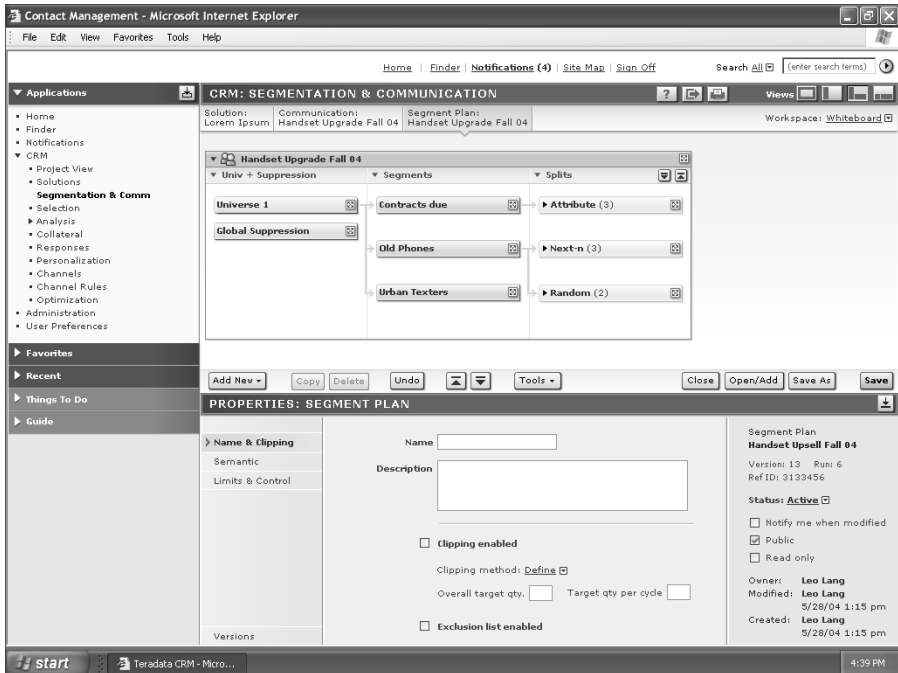 Contact Management - Microsoft Internet Explorer
File Edit View Favorites Tools Help
Home | Finder | Notifications (4) | Site Map | Sign Off
Search All (enter search terms)
Applications
CRM: SEGMENTATION & COMMUNICATION
?
Views
Home
Finder
Notifications
CRM
Project View
Solutions
Segmentation & Comm
Selection
Analysis
Collateral
Responses
Personalization
Channels
Channel Rules
Optimization
Administration
User Preferences
Favorites
Recent
Things To Do
Guide
Solution:
Lorem Ipsum
Communication:
Handset Upgrade Fall 04
Segment Plan:
Handset Upgrade Fall 04
Workspace: Whiteboard
Handset Upgrade Fall 04
Univ + Suppression
Segments
Splits
Universe 1
Contracts due
Attribute (3)
Global Suppression
Old Phones
Next-n (3)
Urban Texters
Random (2)
Add New
Copy
Delete
Undo
Tools
Close
Open/Add
Save As
Save
PROPERTIES: SEGMENT PLAN
Name & Clipping
Semantic
Limits & Control
Versions
Name
Description
Clipping enabled
Clipping method: Define
Overall target qty.
Target qty per cycle
Exclusion list enabled
Segment Plan
Handset Upsell Fall 04
Version: 13 Run: 6
Ref ID: 3133456
Status: Active
Notify me when modified
Public
Read only
Owner: Leo Lang
Modified: Leo Lang
5/28/04 1:15 pm
Created: Leo Lang
5/28/04 1:15 pm
start
Teradata CRM - Micro...
4:39 PM